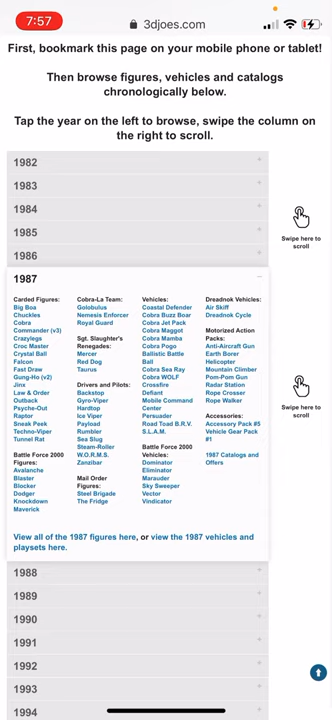 7:57
3djoes.com
First, bookmark this page on your mobile phone or tablet!
Then browse figures, vehicles and catalogs
chronologically below.
Tap the year on the left to browse, swipe the column on
the right to scroll.
1982
1983
1984
1985
1986
Swipe here to
scroll
1987
Carded Figures:
Big Boa
Chuckles
Cobra
Commander (v3)
Crazylegs
Croc Master
Crystal Ball
Falcon
Fast Draw
Gung-Ho (v2)
Jinx
Law & Order
Outback
Psyche-Out
Raptor
Sneak Peek
Techno-Viper
Tunnel Rat
Battle Force 2000
Figures:
Avalanche
Blaster
Blocker
Dodger
Knockdown
Maverick
Cobra-La Team:
Golobulus
Nemesis Enforcer
Royal Guard
Sgt. Slaughter's
Renegades:
Mercer
Red Dog
Taurus
Drivers and Pilots:
Backstop
Gyro-Viper
Hardtop
Ice Viper
Payload
Rumbler
Sea Slug
Steam-Roller
W.O.R.M.S.
Zanzibar
Mail Order
Figures:
Steel Brigade
The Fridge
Vehicles:
Coastal Defender
Cobra Buzz Boar
Cobra Jet Pack
Cobra Maggot
Cobra Mamba
Cobra Pogo
Ballistic Battle
Ball
Cobra Sea Ray
Cobra WOLF
Crossfire
Defiant
Mobile Command
Center
Persuader
Road Toad B.R.V.
S.L.A.M.
Battle Force 2000
Vehicles:
Dominator
Eliminator
Marauder
Sky Sweeper
Vector
Vindicator
Dreadnok Vehicles:
Air Skiff
Dreadnok Cycle
Motorized Action
Packs:
Anti-Aircraft Gun
Earth Borer
Helicopter
Mountain Climber
Pom-Pom Gun
Radar Station
Rope Crosser
Rope Walker
Accessories:
Accessory Pack #5
Vehicle Gear Pack
#1
1987 Catalogs and
Offers
Swipe here to
scroll
View all of the 1987 figures here, or view the 1987 vehicles and
playsets here.
1988
1989
1990
1991
1992
1993
1994